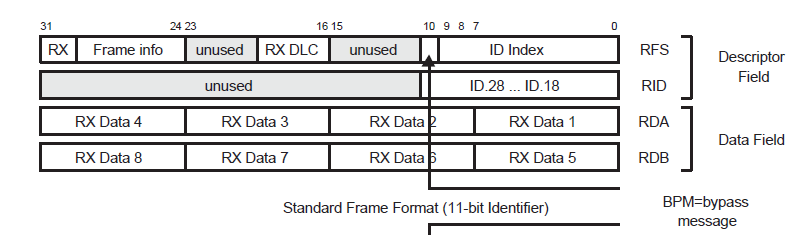 31 24 23 16 15 10 9 8 7 0
RX Frame info unused RX DLC unused ID Index RFS
unused ID.28 ... ID.18 RID
Descriptor
Field
RX Data 4 RX Data 3 RX Data 2 RX Data 1 RDA
RX Data 8 RX Data 7 RX Data 6 RX Data 5 RDB
Data Field
Standard Frame Format (11-bit Identifier)
BPM=bypass
message